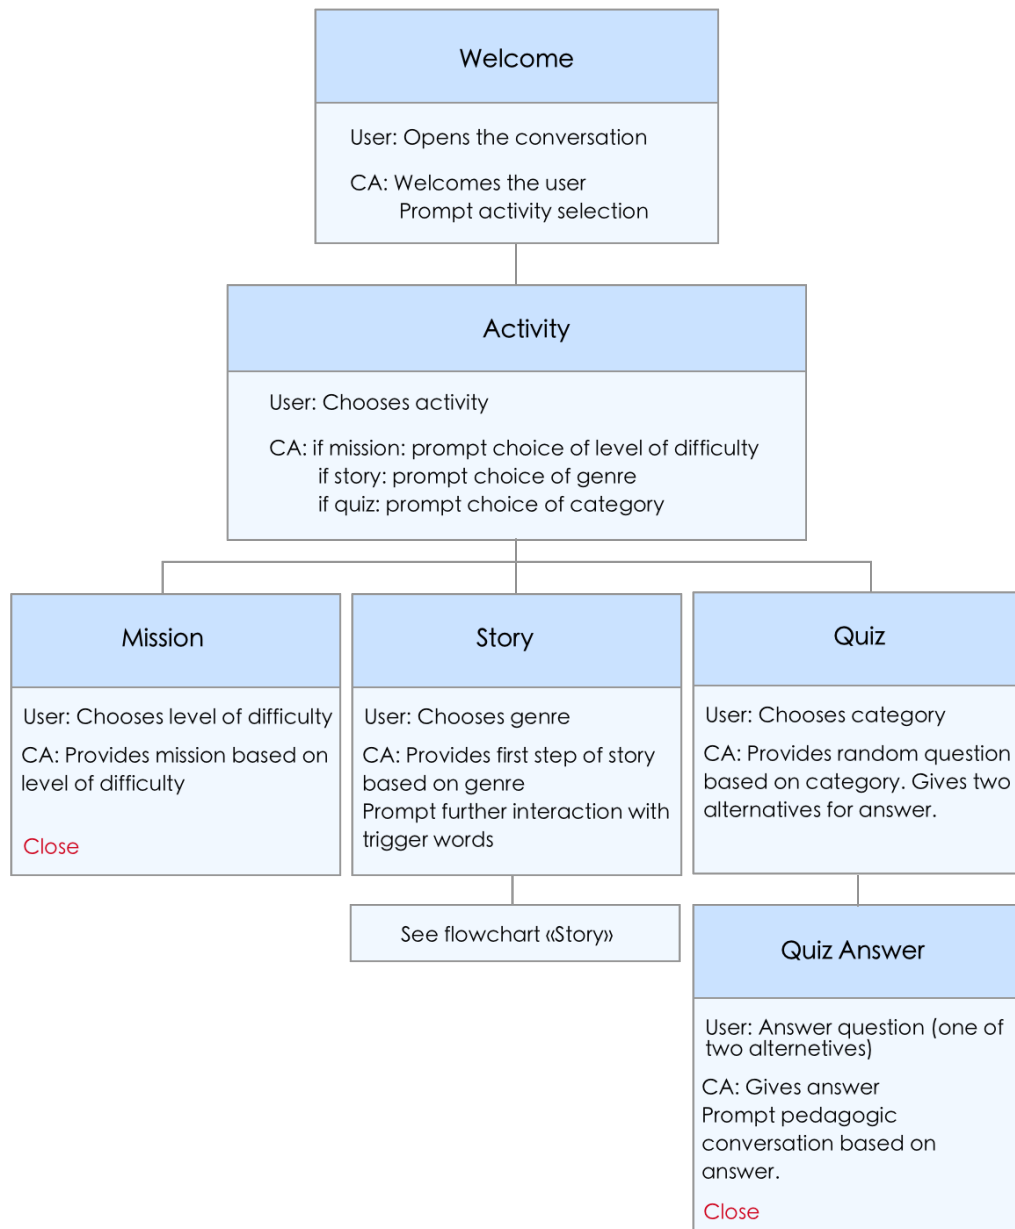 Welcome
User: Opens the conversation
CA: Welcomes the user
Prompt activity selection
Activity
User: Chooses activity
CA: if mission: prompt choice of level of difficulty
if story: prompt choice of genre
if quiz: prompt choice of category
Mission
User: Chooses level of difficulty
CA: Provides mission based on
level of difficulty
Close
Story
User: Chooses genre
CA: Provides first step of story
based on genre
Prompt further interaction with
trigger words
See flowchart «Story»
Quiz
User: Chooses category
CA: Provides random question
based on category. Gives two
alternatives for answer.
Quiz Answer
User: Answer question (one of
two alternetives)
CA: Gives answer
Prompt pedagogic
conversation based on
answer.
Close